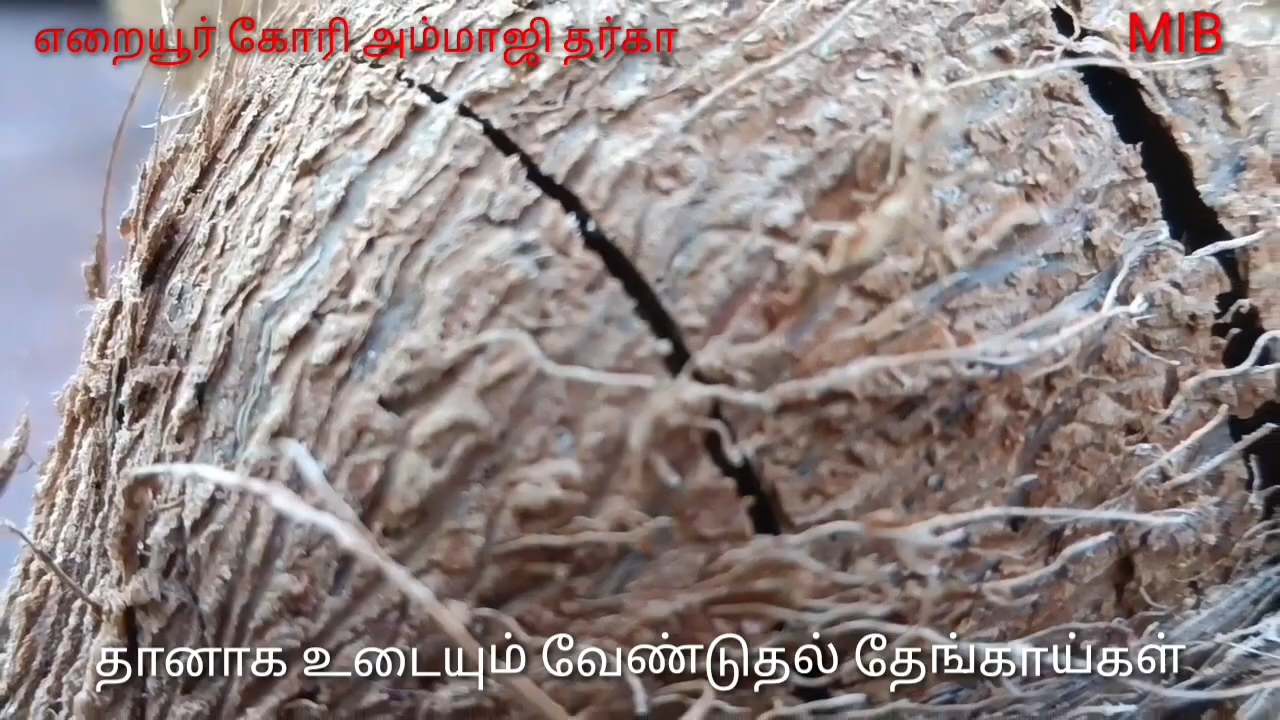 எறையூர் கோரி அம்மாஜி தர்கா
MIB
தானாக உடையும் வேண்டுதல் தேங்காய்கள்